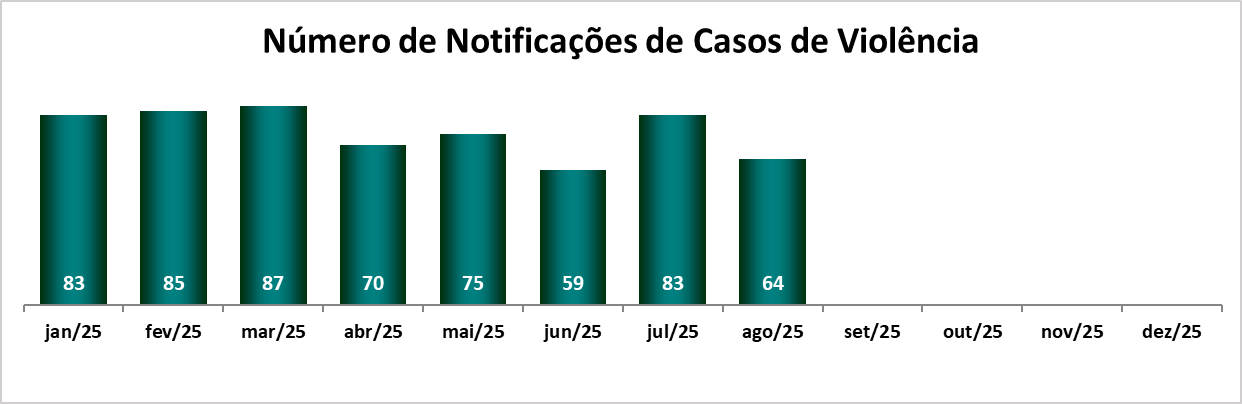 Número de Notificações de Casos de Violência
83 85 87 70 75 59 83 64
jan/25 fev/25 mar/25 abr/25 mai/25 jun/25 jul/25 ago/25 set/25 out/25 nov/25 dez/25